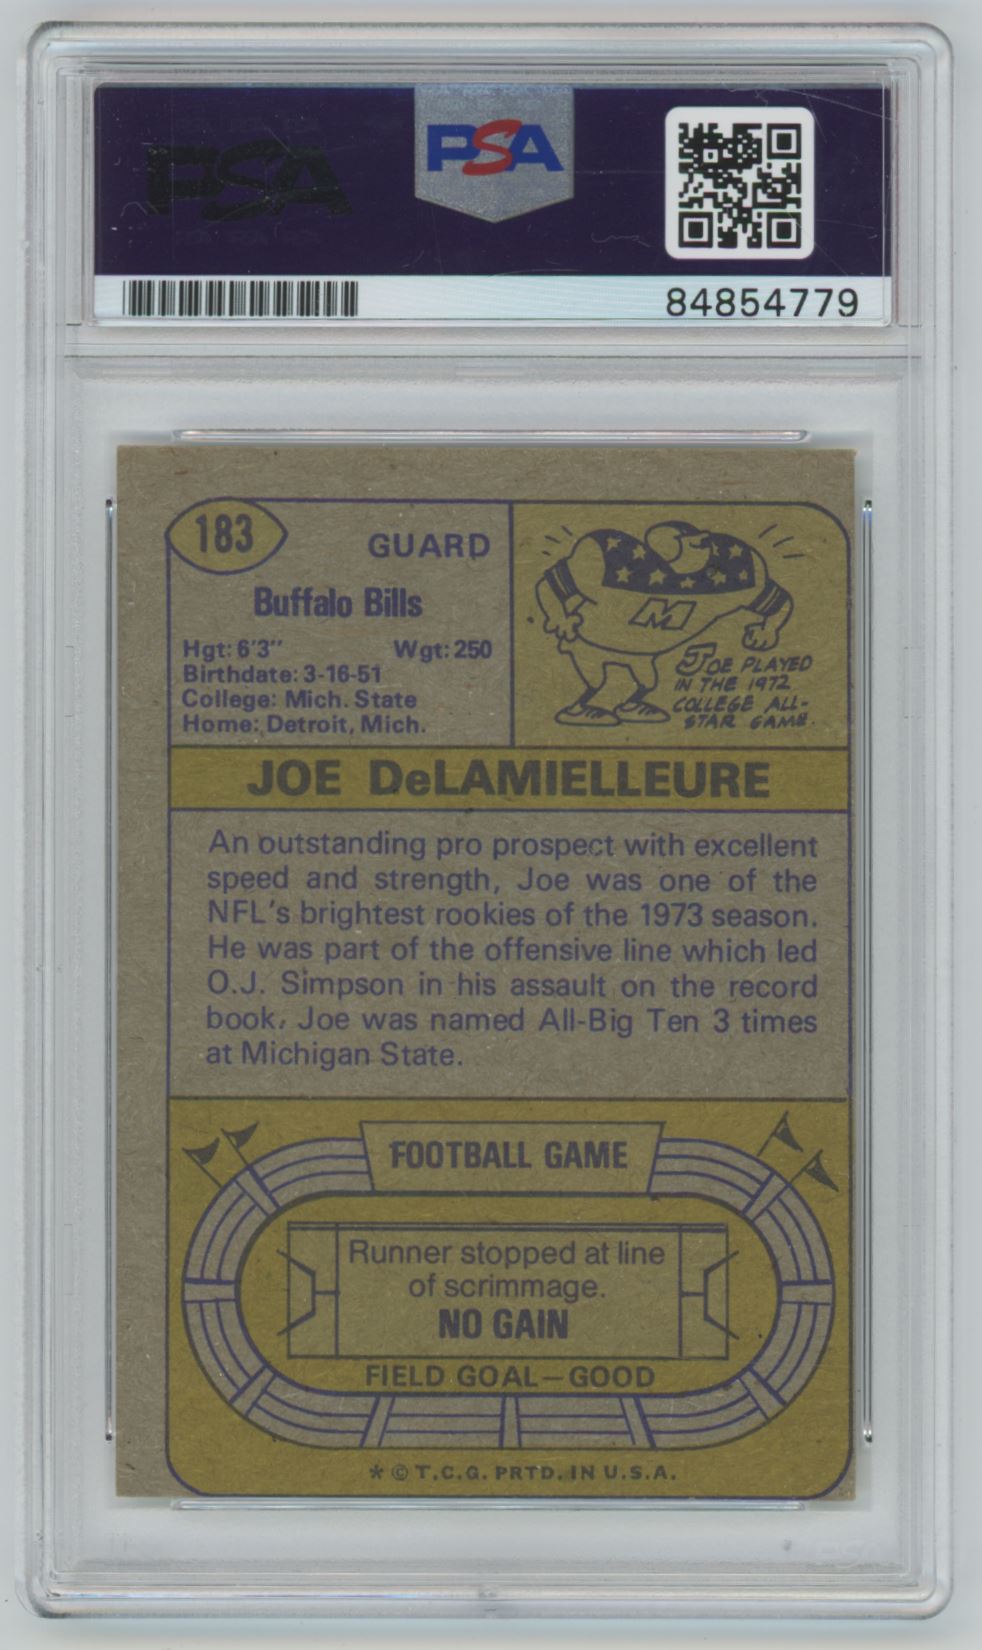 PSA
PSA
84854779
183
GUARD
Buffalo Bills
Hgt: 6'3" Wgt: 250
Birthdate: 3-16-51
College: Mich. State
Home: Detroit, Mich.
M
JOE PLAYED
IN THE 1972
COLLEGE ALL-
STAR GAME.
JOE DeLAMIELLEURE
An outstanding pro prospect with excellent
speed and strength, Joe was one of the
NFL's brightest rookies of the 1973 season.
He was part of the offensive line which led
O.J. Simpson in his assault on the record
book. Joe was named All-Big Ten 3 times
at Michigan State.
FOOTBALL GAME
Runner stopped at line
of scrimmage.
NO GAIN
FIELD GOAL—GOOD
* © T.C.G. PRTD. IN U.S.A.